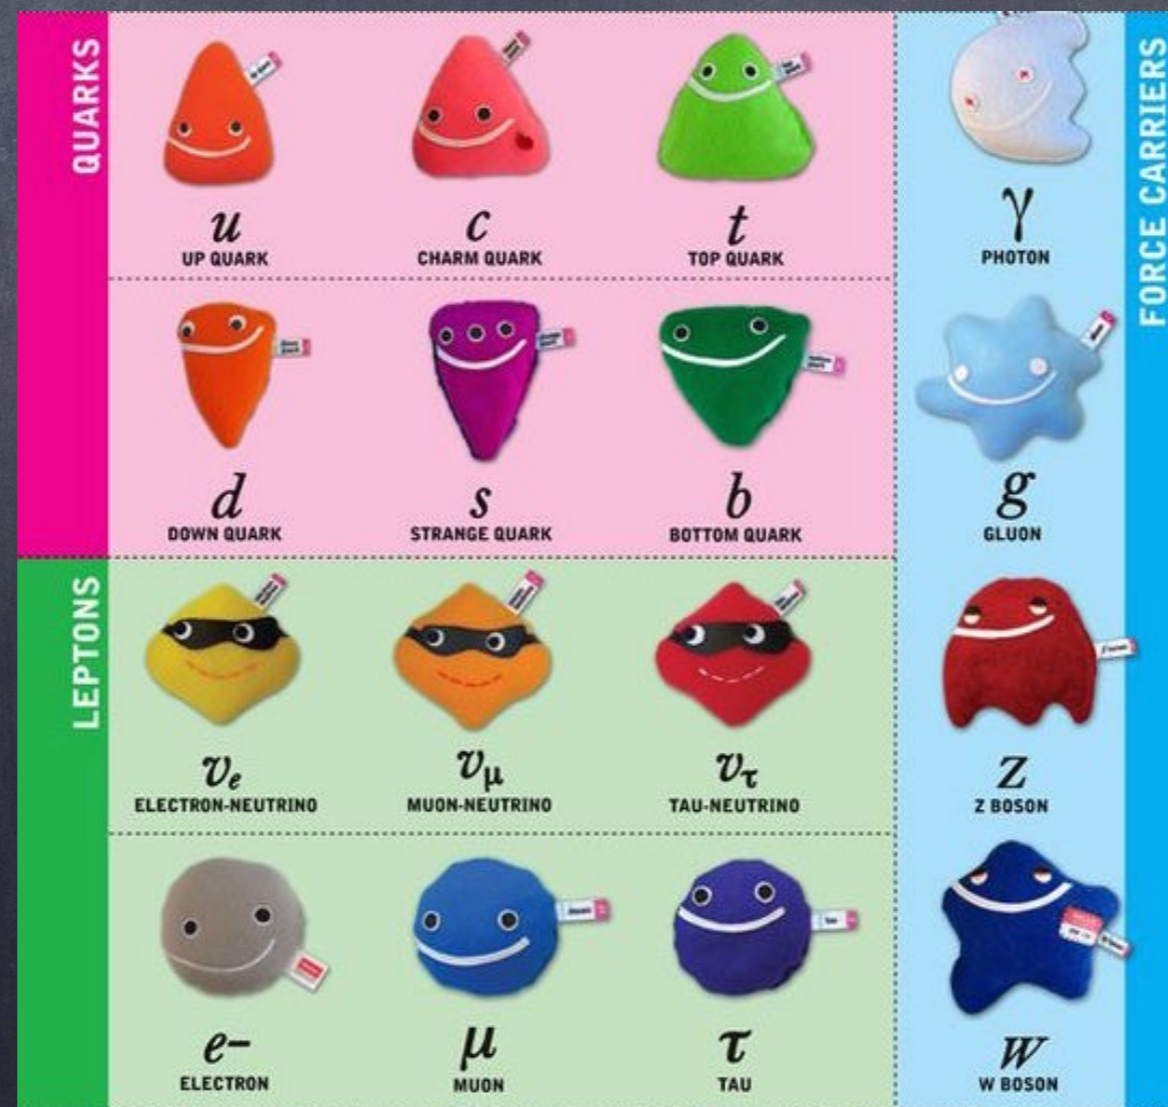 QUARKS
u
UP QUARK
c
CHARM QUARK
t
TOP QUARK
d
DOWN QUARK
s
STRANGE QUARK
b
BOTTOM QUARK
LEPTONS
νe
ELECTRON-NEUTRINO
νμ
MUON-NEUTRINO
ντ
TAU-NEUTRINO
e−
ELECTRON
μ
MUON
τ
TAU
FORCE CARRIERS
γ
PHOTON
g
GLUON
Z
Z BOSON
W
W BOSON